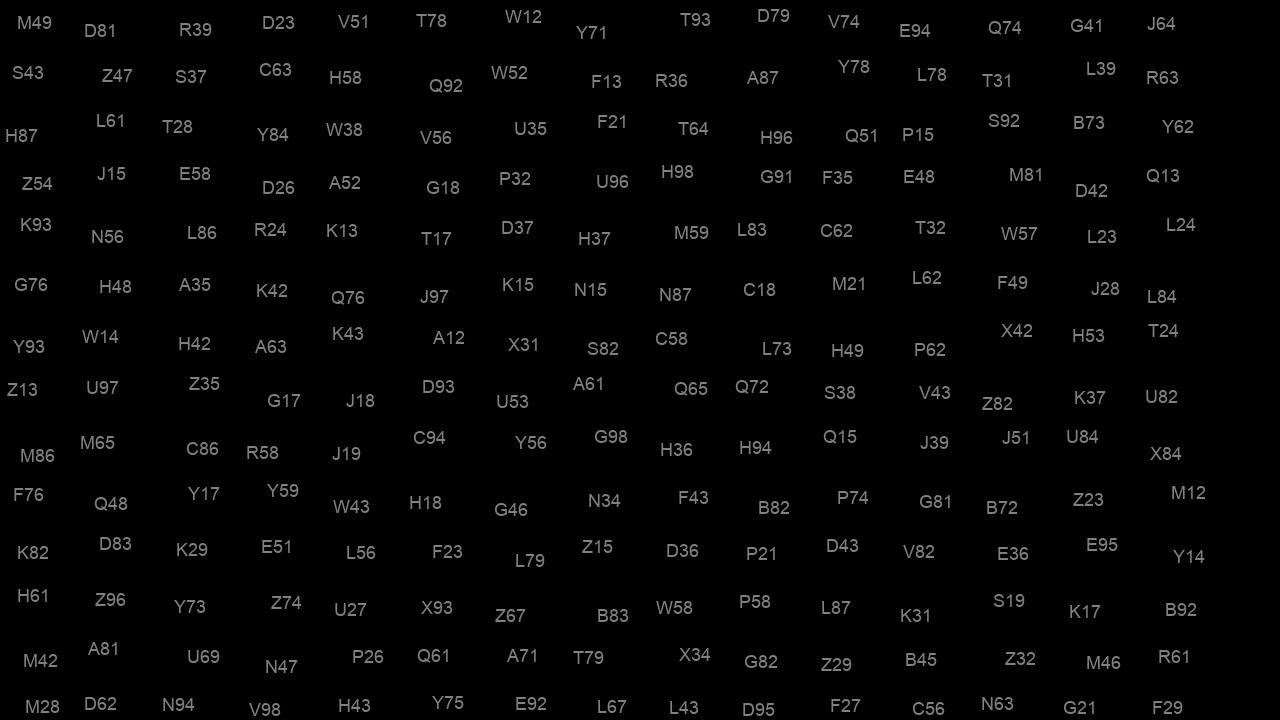 M49 D81 R39 D23 V51 T78 W12 Y71 T93 D79 V74 E94 Q74 G41 J64
S43 Z47 S37 C63 H58 Q92 W52 F13 R36 A87 Y78 L78 T31 L39 R63
H87 L61 T28 Y84 W38 V56 U35 F21 T64 H96 Q51 P15 S92 B73 Y62
Z54 J15 E58 D26 A52 G18 P32 U96 H98 G91 F35 E48 M81 D42 Q13
K93 N56 L86 R24 K13 T17 D37 H37 M59 L83 C62 T32 W57 L23 L24
G76 H48 A35 K42 Q76 J97 K15 N15 N87 C18 M21 L62 F49 J28 L84
Y93 W14 H42 A63 K43 A12 X31 S82 C58 L73 H49 P62 X42 H53 T24
Z13 U97 Z35 G17 J18 D93 U53 A61 Q65 Q72 S38 V43 Z82 K37 U82
M86 M65 C86 R58 J19 C94 Y56 G98 H36 H94 Q15 J39 J51 U84 X84
F76 Q48 Y17 Y59 W43 H18 G46 N34 F43 B82 P74 G81 B72 Z23 M12
K82 D83 K29 E51 L56 F23 L79 Z15 D36 P21 D43 V82 E36 E95 Y14
H61 Z96 Y73 Z74 U27 X93 Z67 B83 W58 P58 L87 K31 S19 K17 B92
M42 A81 U69 N47 P26 Q61 A71 T79 X34 G82 Z29 B45 Z32 M46 R61
M28 D62 N94 V98 H43 Y75 E92 L67 L43 D95 F27 C56 N63 G21 F29